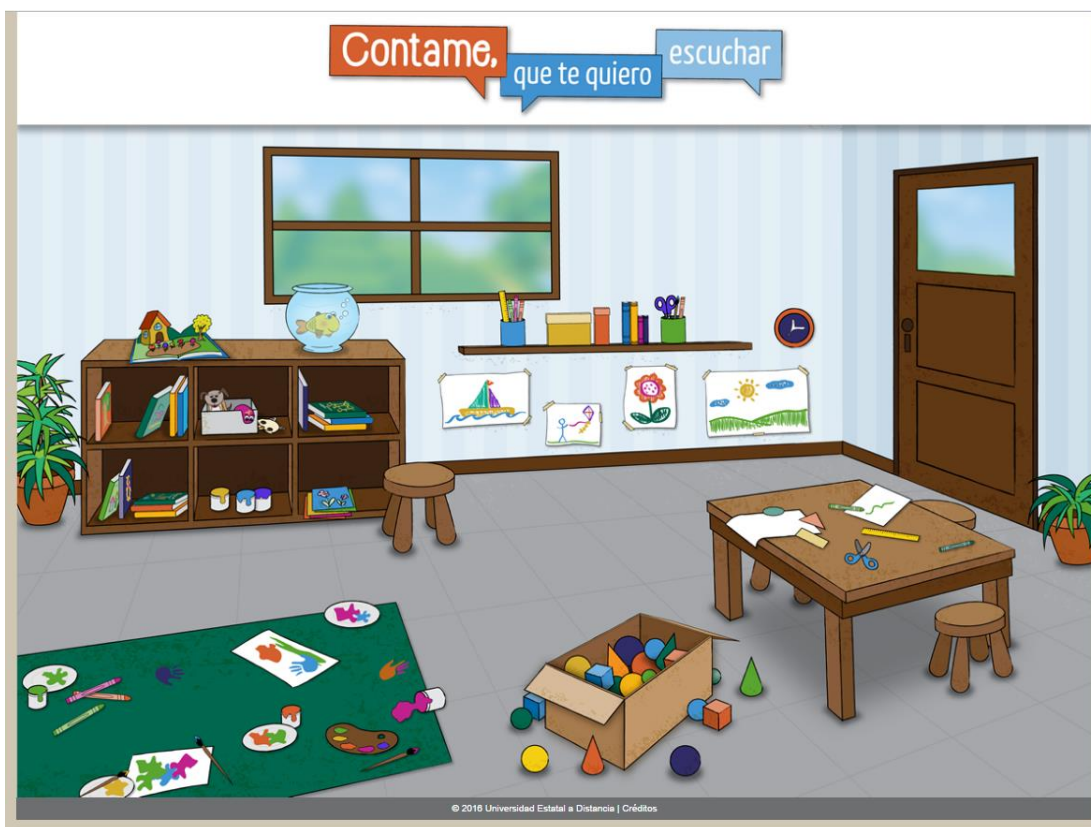 Contame,
que te quiero
escuchar
© 2016 Universidad Estatal a Distancia | Créditos